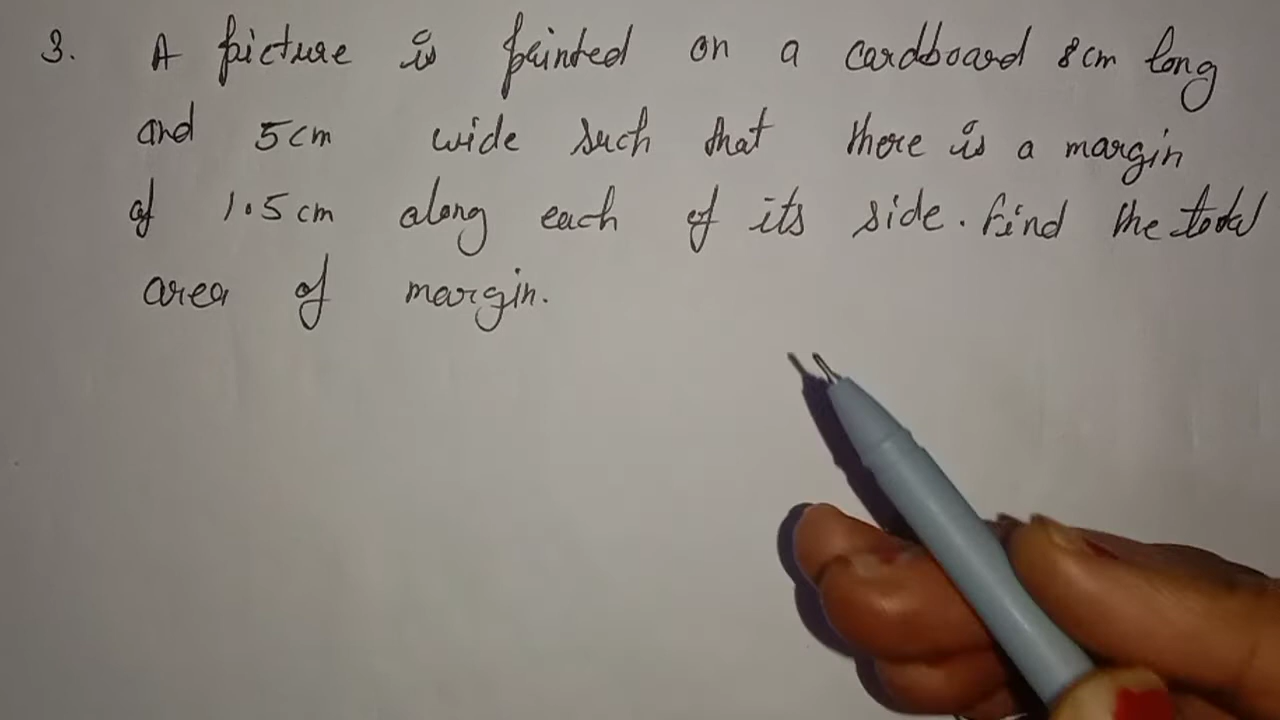 3. A picture is painted on a cardboard 8cm long
and 5cm wide such that there is a margin
of 1.5cm along each of its side. Find the total
area of margin.